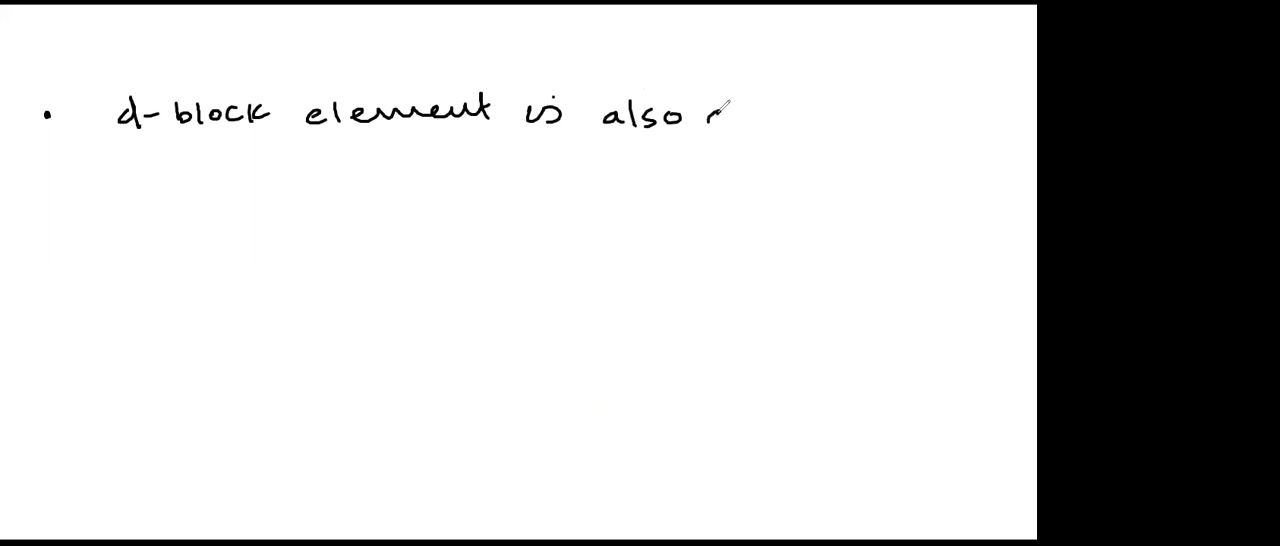 • d-block element is also